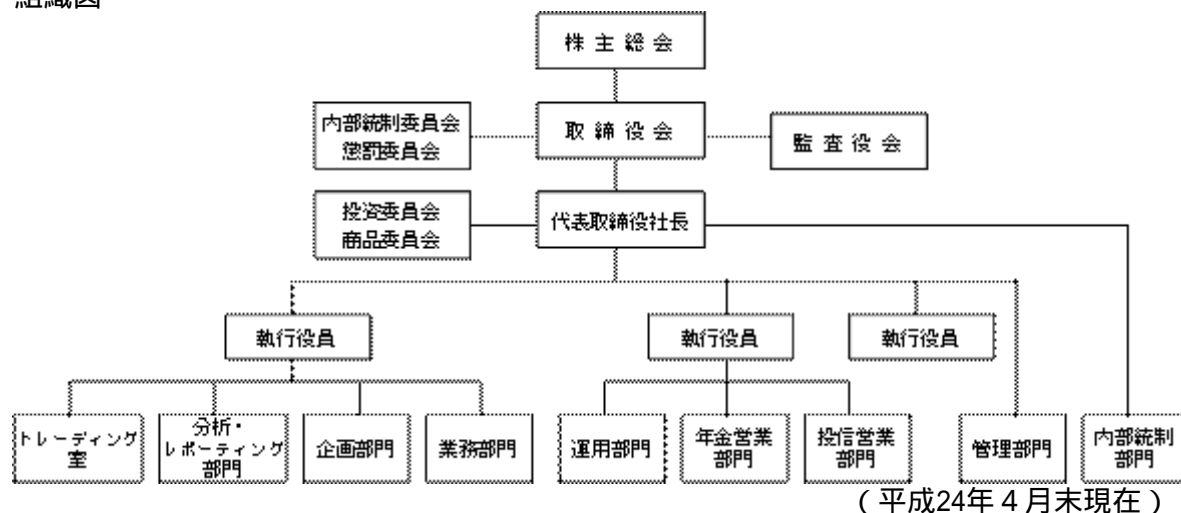 組織図
株主総会
内部統制委員会
懲罰委員会
取締役会
監査役会
投資委員会
商品委員会
代表取締役社長
執行役員
執行役員
執行役員
トレーディング
室
分析・
レポーティング
部門
企画部門
業務部門
運用部門
年金営業
部門
投信営業
部門
管理部門
内部統制
部門
（平成24年４月末現在）